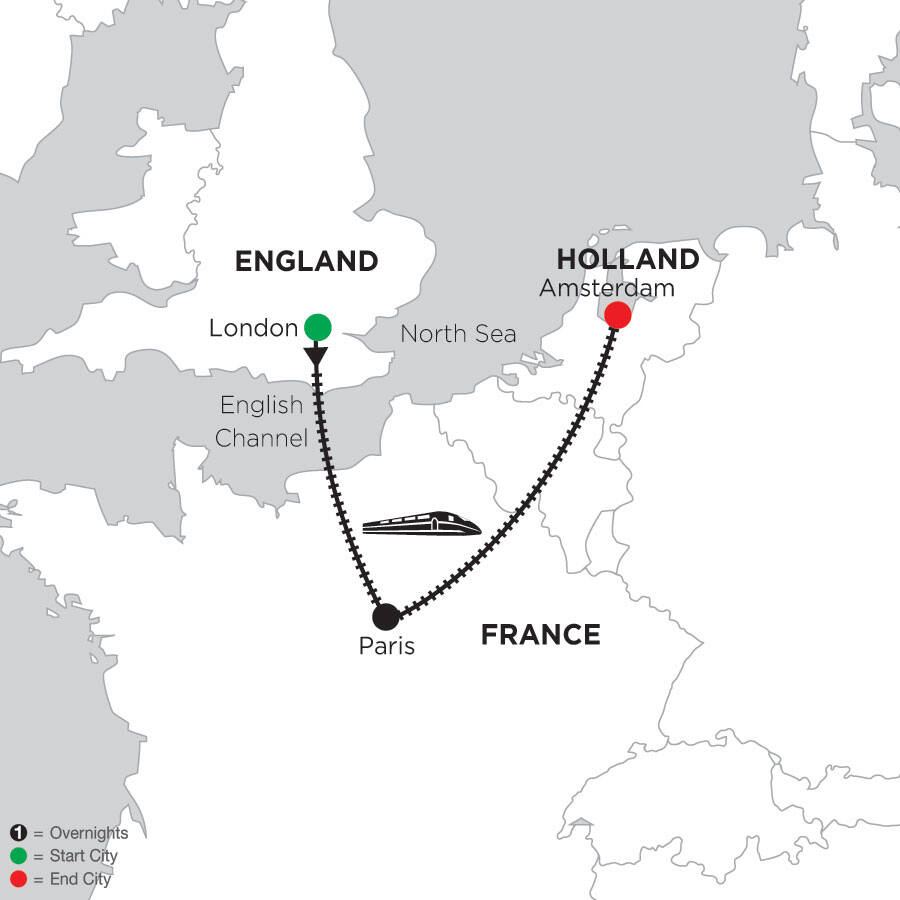 ENGLAND
HOLLAND
Amsterdam
London
North Sea
English
Channel
FRANCE
Paris
1 = Overnights
= Start City
= End City